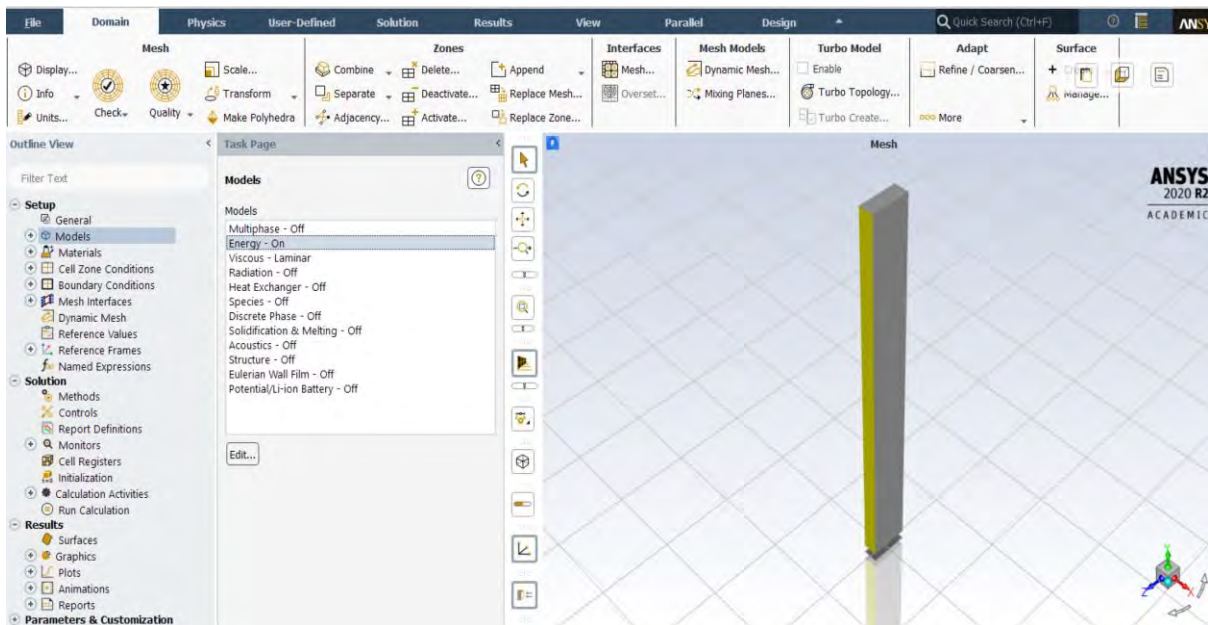 File Domain Physics User-Defined Solution Results View Parallel Design Quick Search (Ctrl+F) ANSY
Mesh Zones Interfaces Mesh Models Turbo Model Adapt Surface
Display... Scale... Combine Delete... Append Mesh... Dynamic Mesh... Enable Refine / Coarsen...
Info Check Quality Transform Separate Deactivate... Replace Mesh... Overset... Mixing Planes... Turbo Topology... Manage...
Units... Make Polyhedra Adjacency... Activate... Replace Zone... Turbo Create... More
Outline View
Filter Text
Setup
General
Models
Materials
Cell Zone Conditions
Boundary Conditions
Mesh Interfaces
Dynamic Mesh
Reference Values
Reference Frames
Named Expressions
Solution
Methods
Controls
Report Definitions
Monitors
Cell Registers
Initialization
Calculation Activities
Run Calculation
Results
Surfaces
Graphics
Plots
Animations
Reports
Parameters & Customization
Task Page
Models
Models
Multiphase - Off
Energy - On
Viscous - Laminar
Radiation - Off
Heat Exchanger - Off
Species - Off
Discrete Phase - Off
Solidification & Melting - Off
Acoustics - Off
Structure - Off
Eulerian Wall Film - Off
Potential/Li-ion Battery - Off
Edit...
Mesh
ANSYS
2020 R2
ACADEMIC